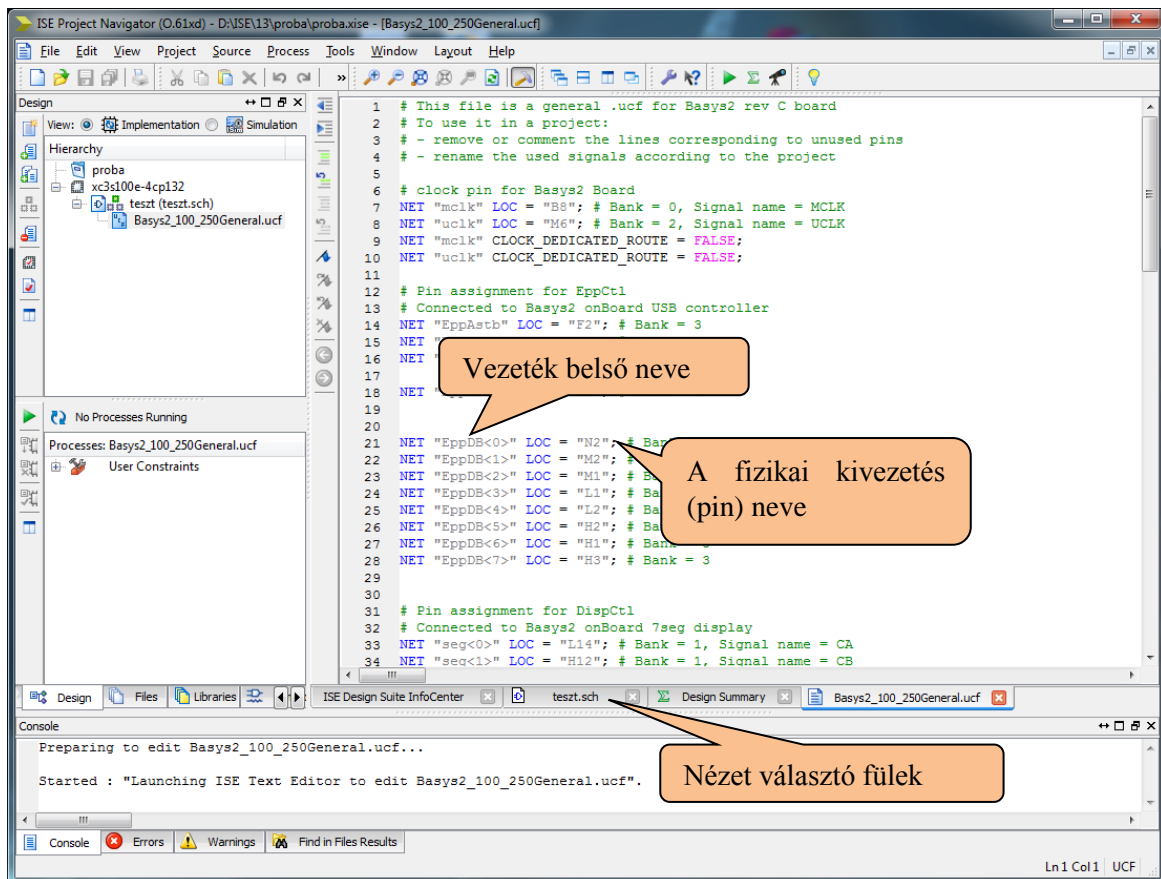 ISE Project Navigator (O.61xd) - D:\ISE\13\proba\proba.xise - [Basys2_100_250General.ucf]
File Edit View Project Source Process Tools Window Layout Help
Design
View: Implementation Simulation
Hierarchy
proba
xc3s100e-4cp132
teszt (teszt.sch)
Basys2_100_250General.ucf
No Processes Running
Processes: Basys2_100_250General.ucf
User Constraints
1 # This file is a general .ucf for Basys2 rev C board
2 # To use it in a project:
3 # - remove or comment the lines corresponding to unused pins
4 # - rename the used signals according to the project
5
6 # clock pin for Basys2 Board
7 NET "mclk" LOC = "B8"; # Bank = 0, Signal name = MCLK
8 NET "uclk" LOC = "M6"; # Bank = 2, Signal name = UCLK
9 NET "mclk" CLOCK_DEDICATED_ROUTE = FALSE;
10 NET "uclk" CLOCK_DEDICATED_ROUTE = FALSE;
11
12 # Pin assignment for EppCtl
13 # Connected to Basys2 onBoard USB controller
14 NET "EppAstb" LOC = "F2"; # Bank = 3
15 NET "
16 NET "
17
18 NET "
19
20
21 NET "EppDB<0>" LOC = "N2"; # Ban
22 NET "EppDB<1>" LOC = "M2"; #
23 NET "EppDB<2>" LOC = "M1"; # B
24 NET "EppDB<3>" LOC = "L1"; # Ba
25 NET "EppDB<4>" LOC = "L2"; # Ba
26 NET "EppDB<5>" LOC = "H2"; # Ba
27 NET "EppDB<6>" LOC = "H1"; # Bank
28 NET "EppDB<7>" LOC = "H3"; # Bank = 3
29
30
31 # Pin assignment for DispCtl
32 # Connected to Basys2 onBoard 7seg display
33 NET "seg<0>" LOC = "L14"; # Bank = 1, Signal name = CA
34 NET "seg<1>" LOC = "H12"; # Bank = 1, Signal name = CB
Vezeték belső neve
A fizikai kivezetés
(pin) neve
Design Files Libraries
ISE Design Suite InfoCenter teszt.sch Design Summary Basys2_100_250General.ucf
Nézet választó fülek
Console
Preparing to edit Basys2_100_250General.ucf...
Started : "Launching ISE Text Editor to edit Basys2_100_250General.ucf".
Console Errors Warnings Find in Files Results
Ln 1 Col 1 UCF